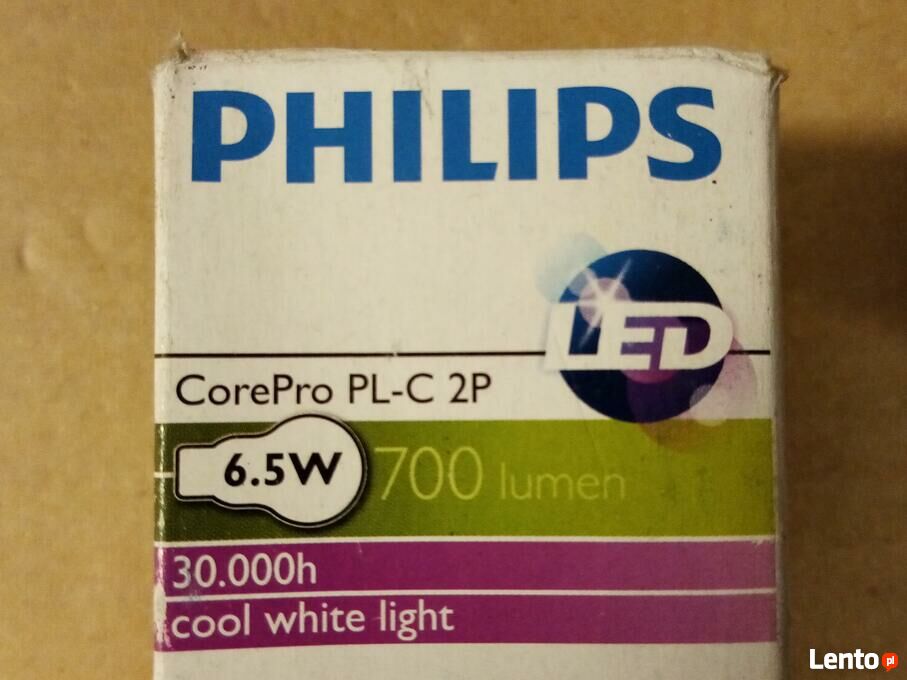 PHILIPS
LED
CorePro PL-C 2P
6.5W 700 lumen
30.000h
cool white light
Lento pl